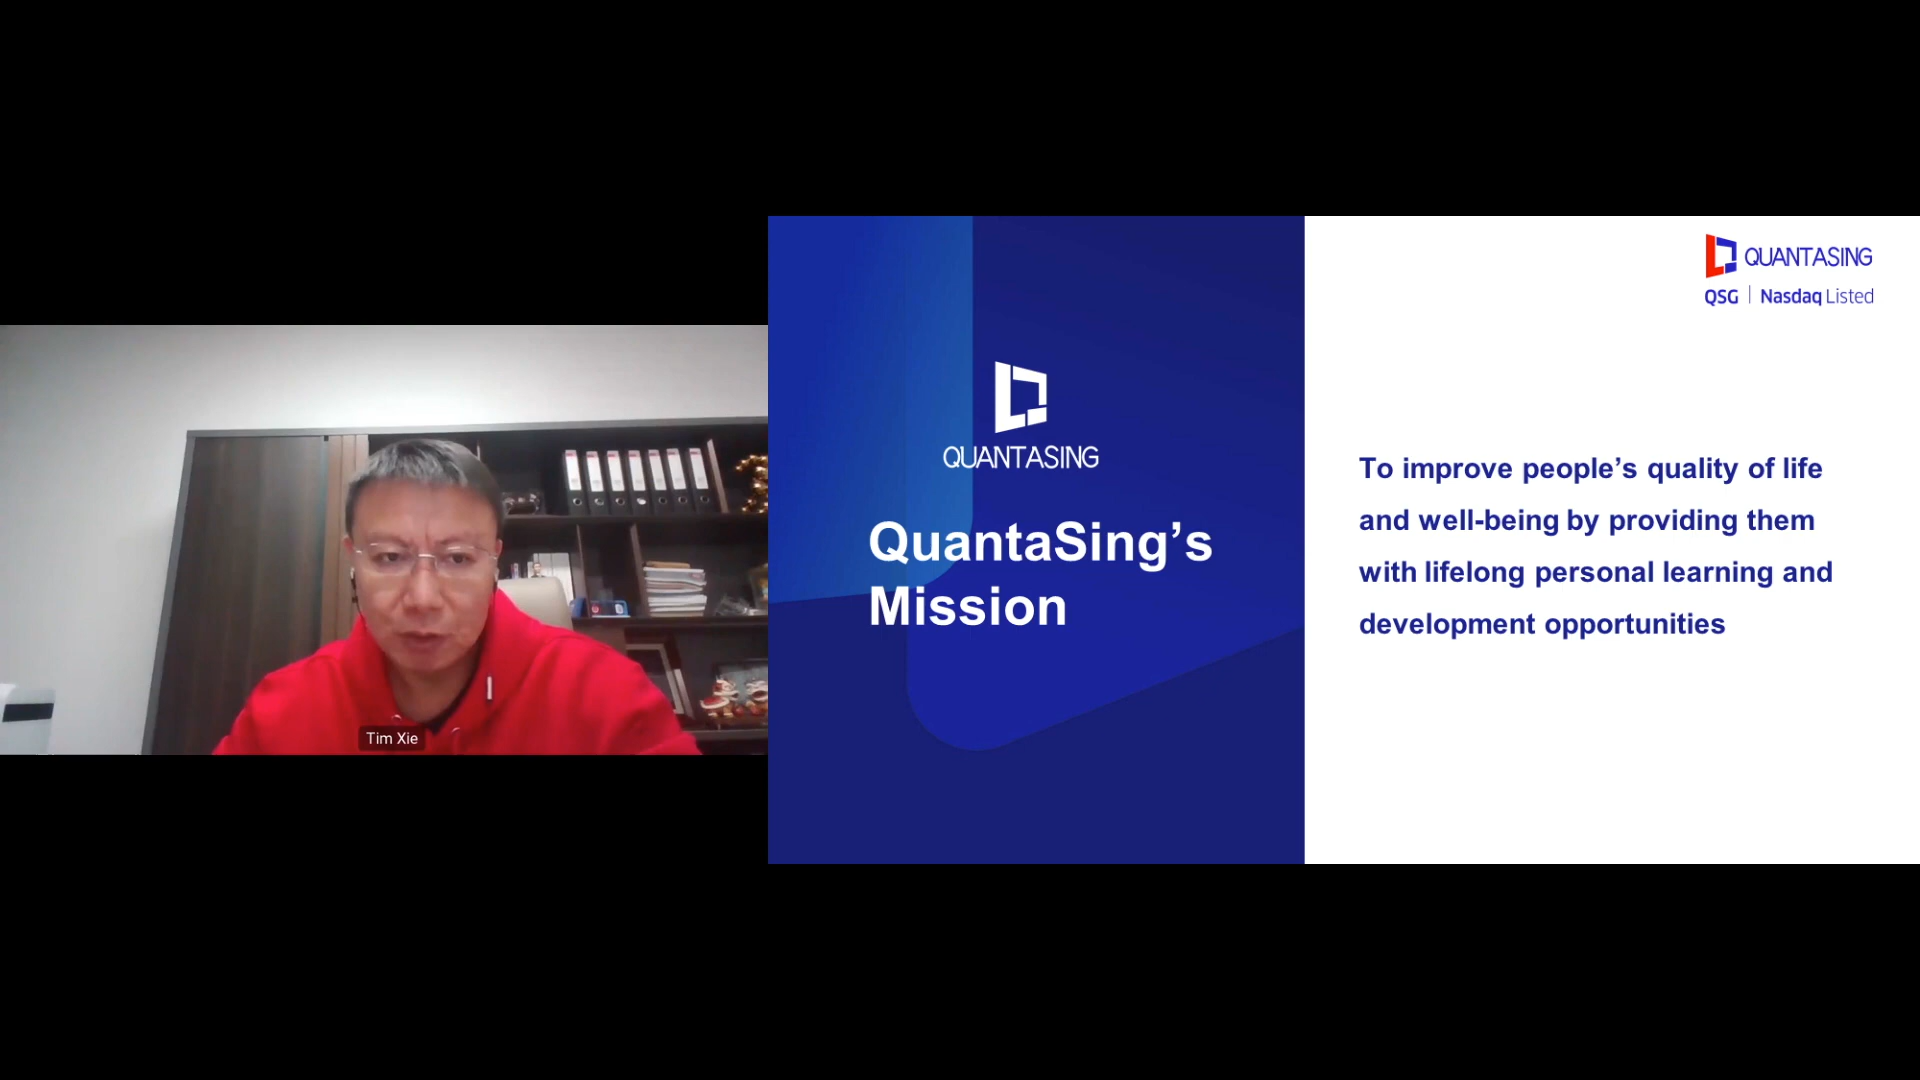 Tim Xie
QUANTASING
QuantaSing’s
Mission
QUANTASING
QSG | Nasdaq Listed
To improve people’s quality of life
and well-being by providing them
with lifelong personal learning and
development opportunities